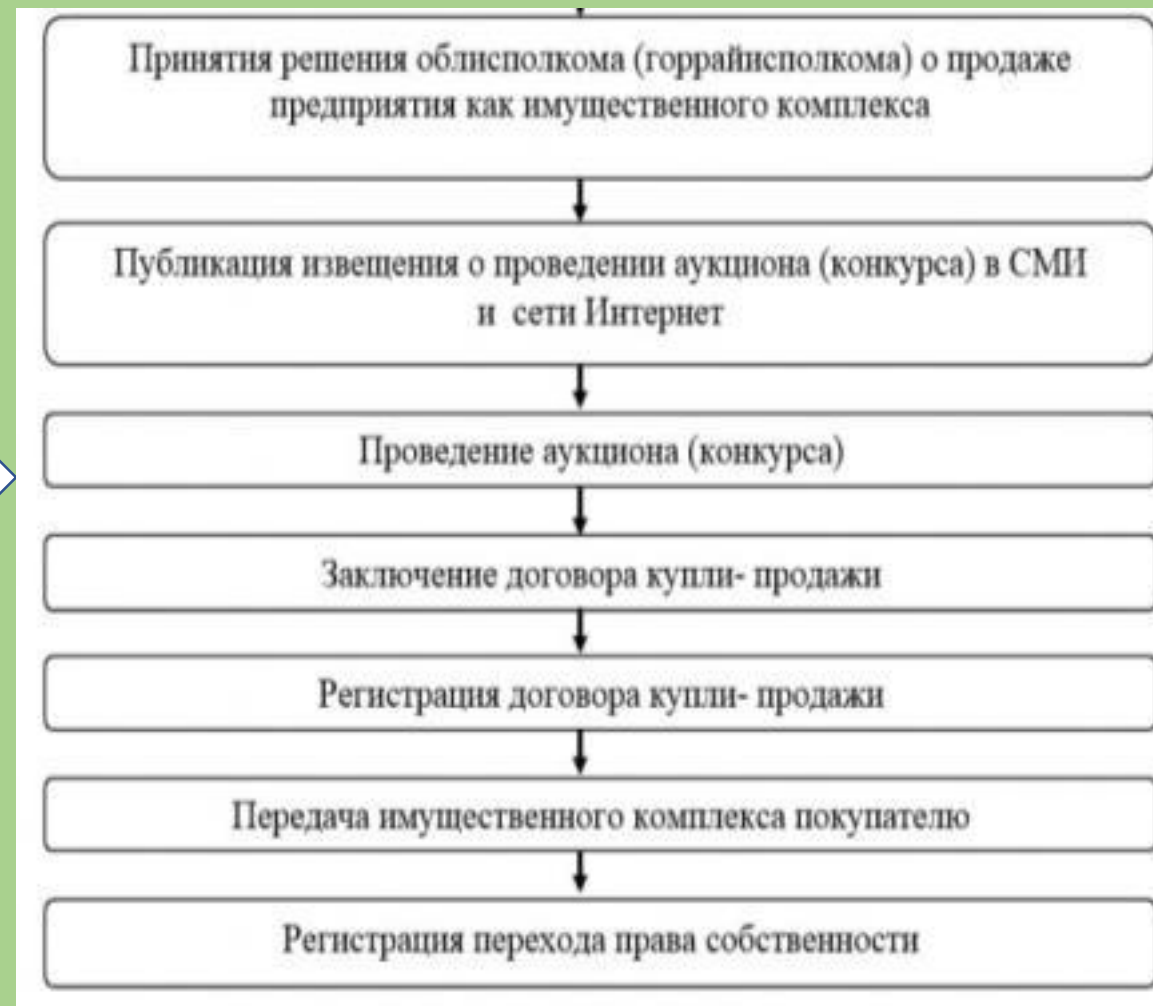 Принятия решения облисполкома (горрайисполкома) о продаже
предприятия как имущественного комплекса
Публикация извещения о проведении аукциона (конкурса) в СМИ
и сети Интернет
Проведение аукциона (конкурса)
Заключение договора купли- продажи
Регистрация договора купли- продажи
Передача имущественного комплекса покупателю
Регистрация перехода права собственности